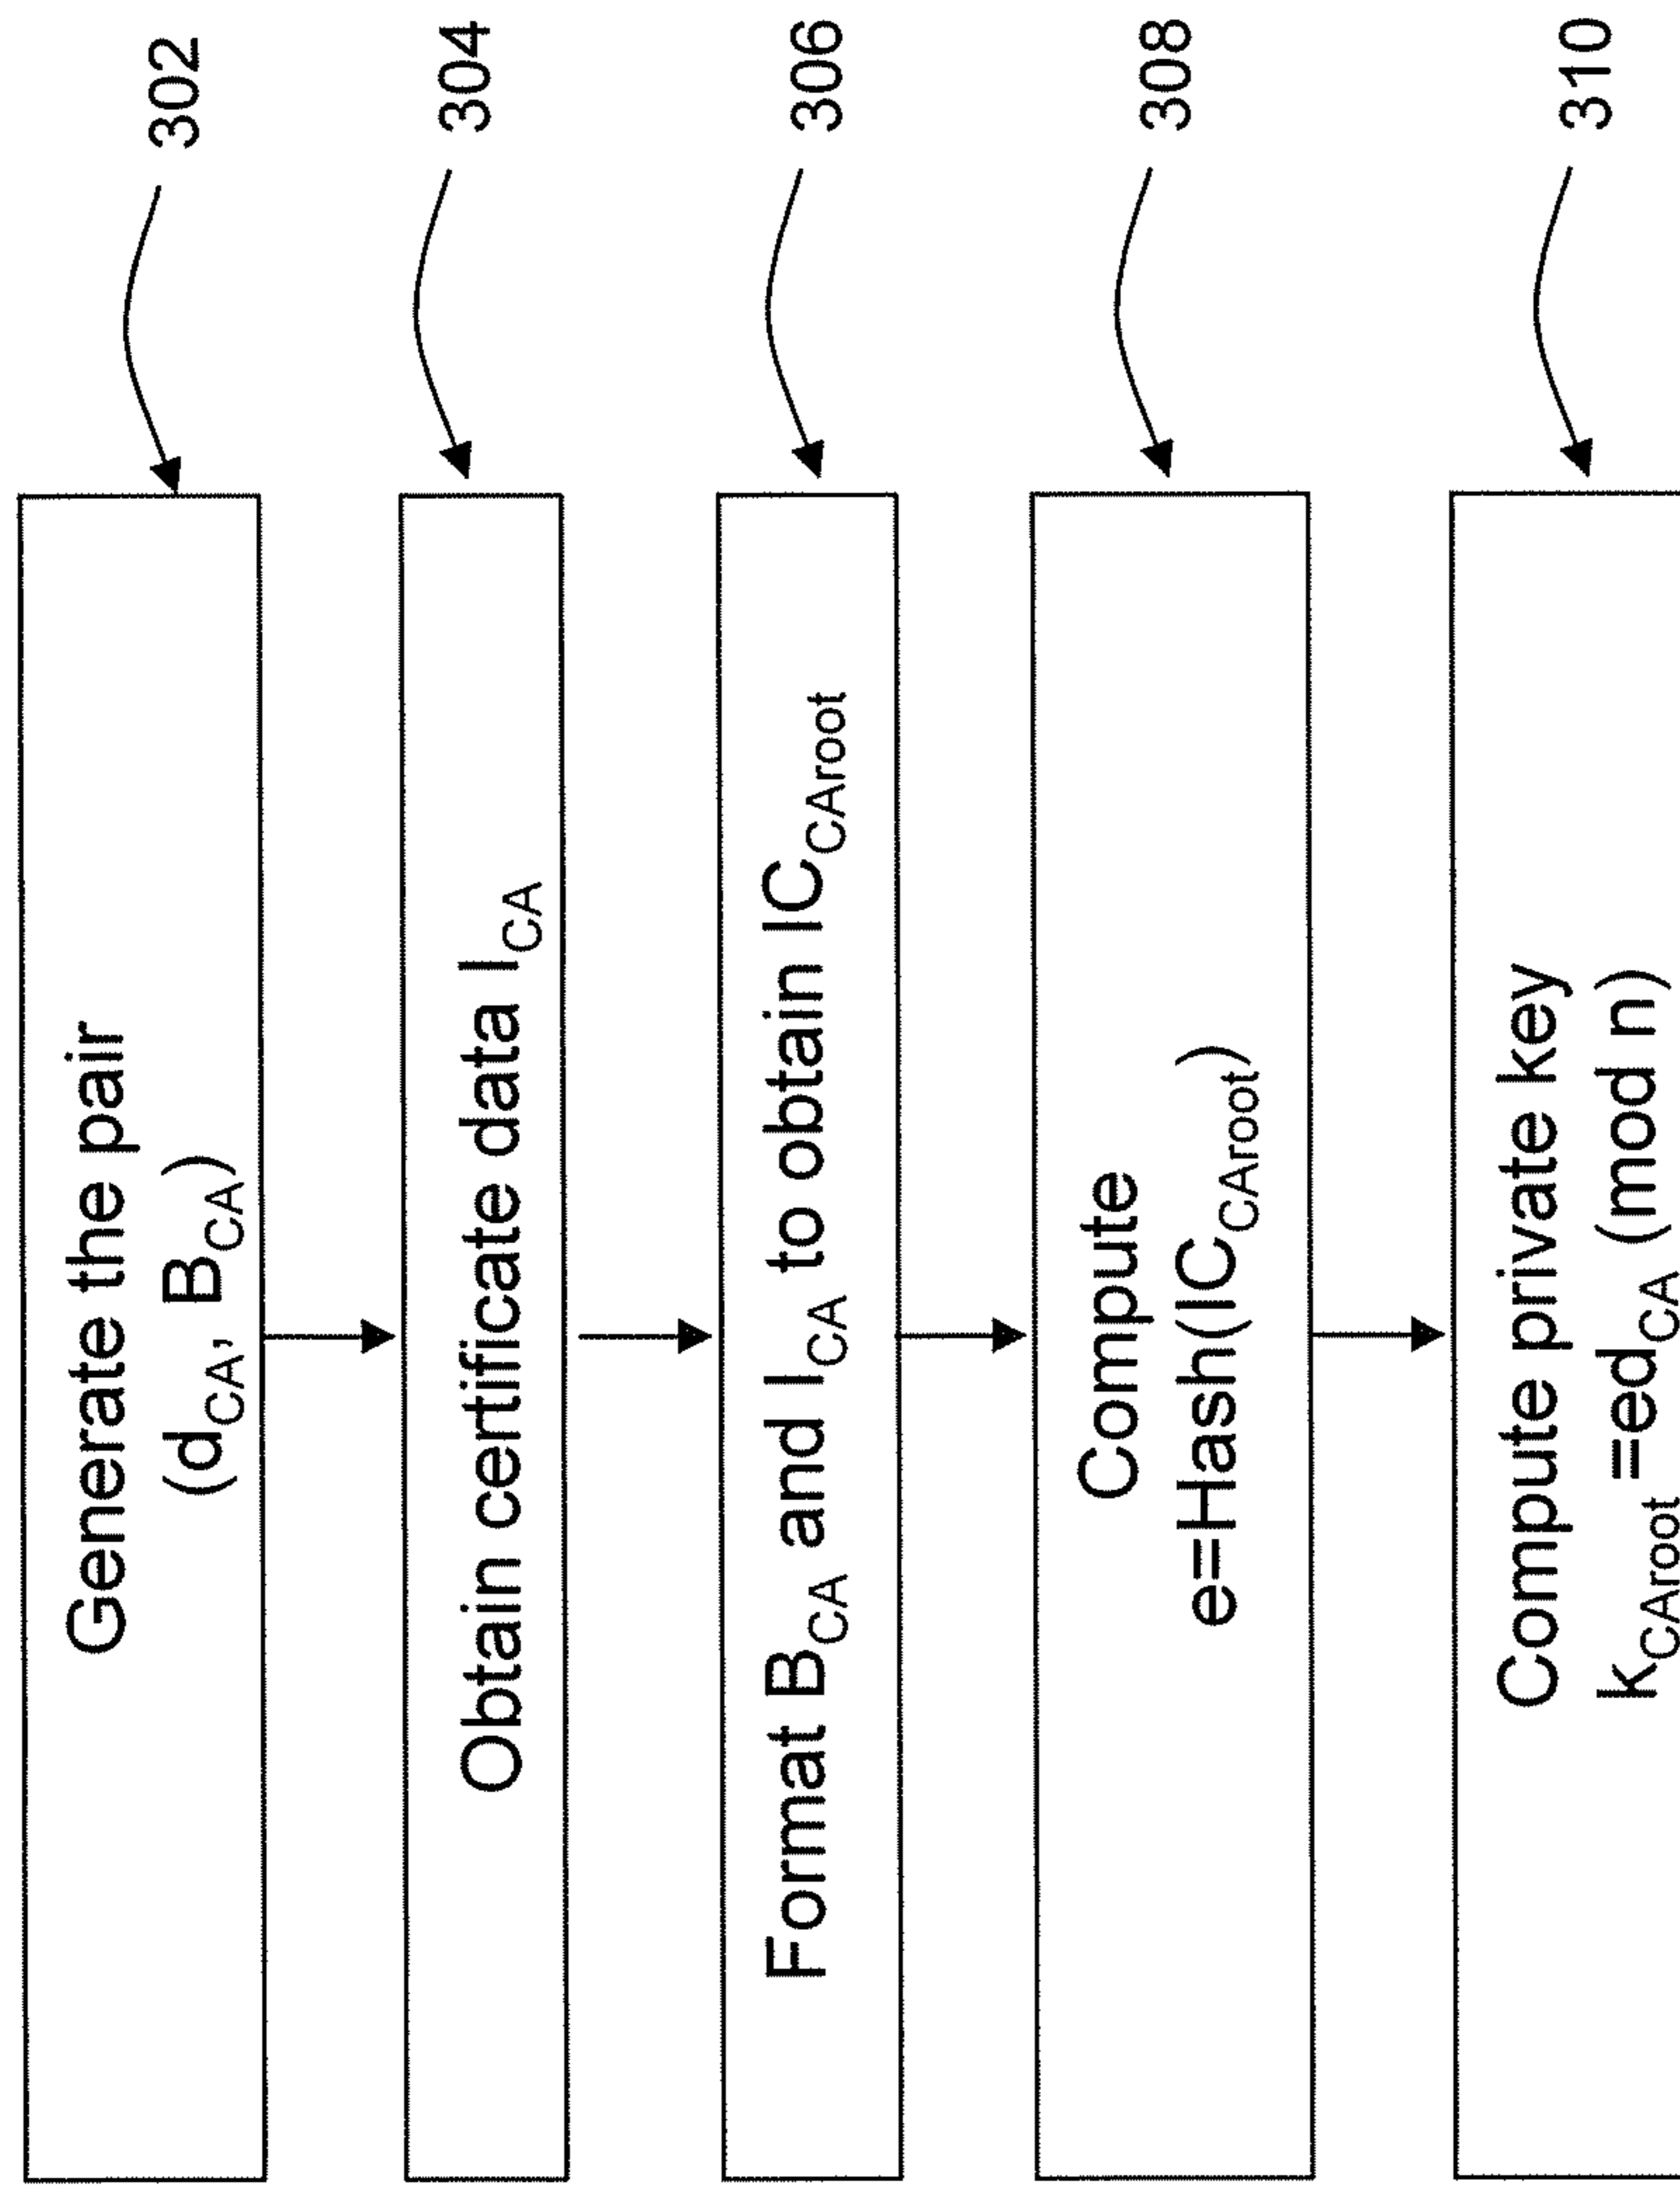 Generate the pair
(d_CA, B_CA)
302
Obtain certificate data I_CA
304
Format B_CA and I_CA to obtain IC_CAroot
306
Compute
e=Hash(IC_CAroot)
308
Compute private key
k_CAroot =ed_CA (mod n)
310